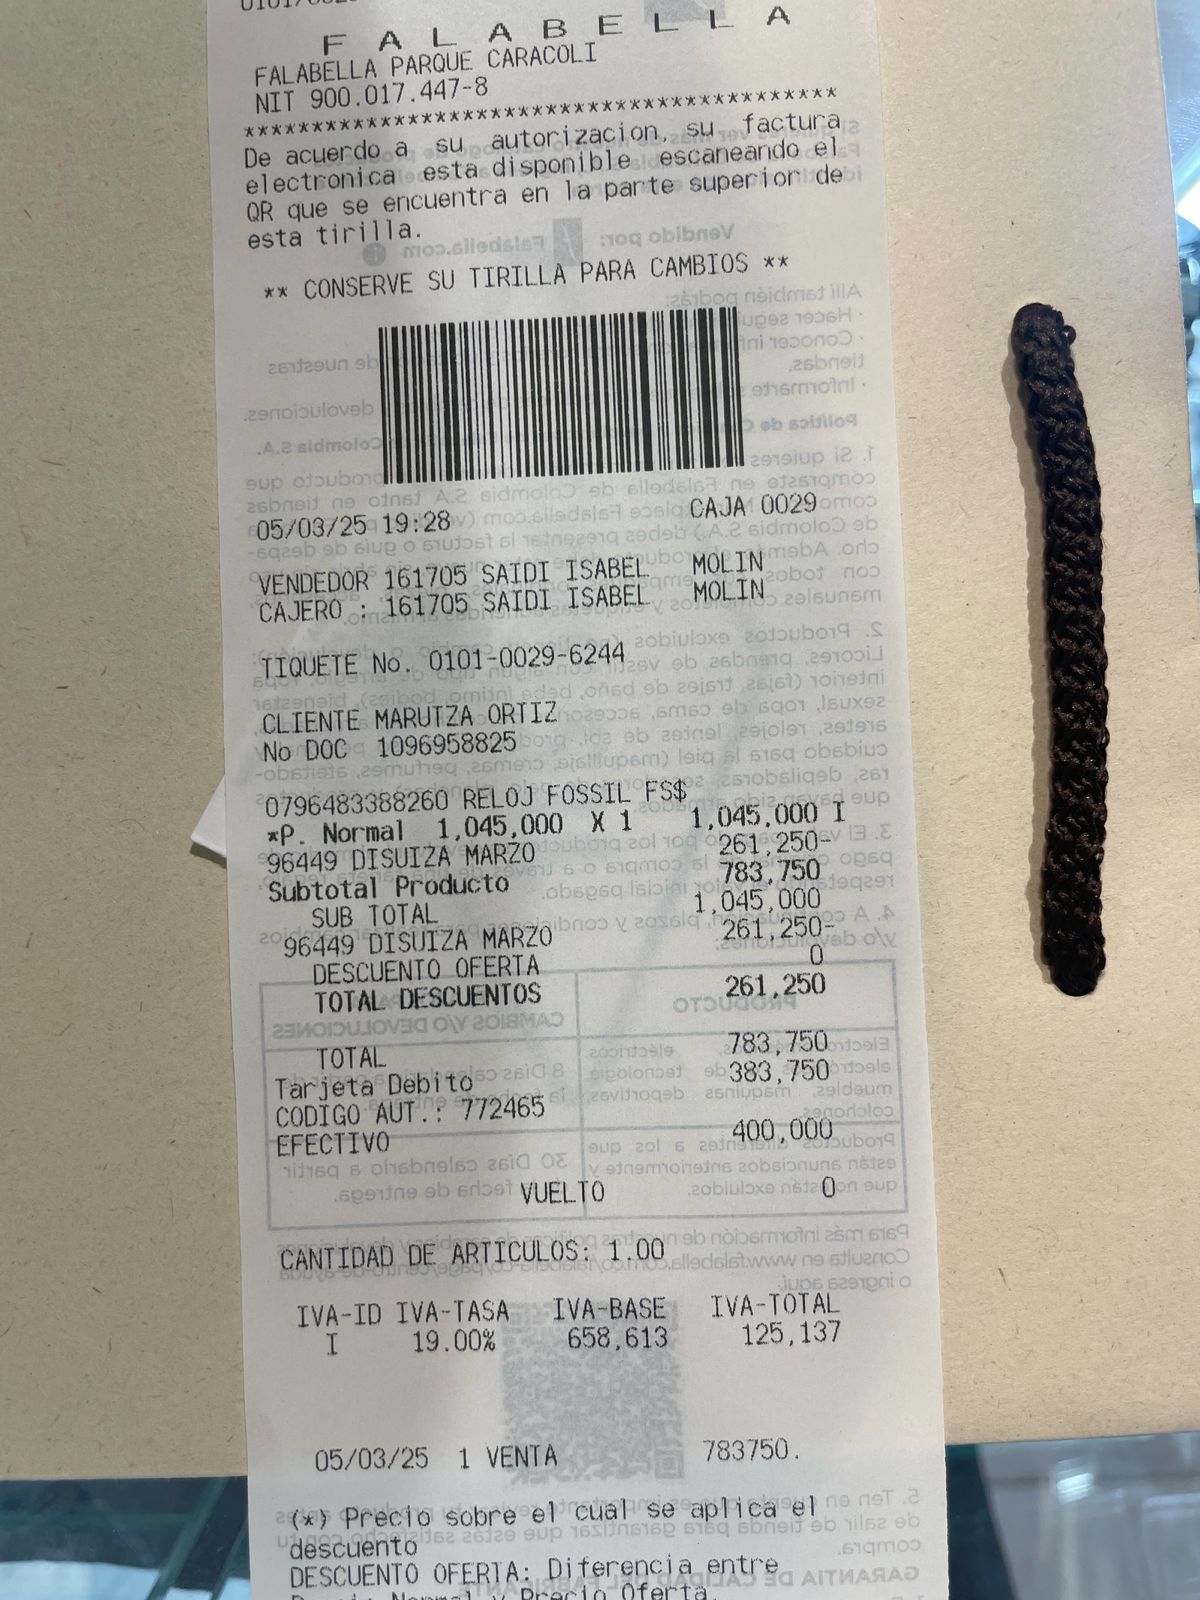 F A L A B E L L A
FALABELLA PARQUE CARACOLI
NIT 900.017.447-8
********************************************
De acuerdo a su autorizacion, su factura
electronica esta disponible escaneando el
QR que se encuentra en la parte superior de
esta tirilla.
** CONSERVE SU TIRILLA PARA CAMBIOS **
05/03/25 19:28 CAJA 0029
VENDEDOR 161705 SAIDI ISABEL MOLIN
CAJERO : 161705 SAIDI ISABEL MOLIN
TIQUETE No. 0101-0029-6244
CLIENTE MARUTZA ORTIZ
No DOC 1096958825
0796483388260 RELOJ FOSSIL FS$
*P. Normal 1,045,000 X 1 1,045,000 I
96449 DISUIZA MARZO 261,250-
Subtotal Producto 783,750
SUB TOTAL 1,045,000
96449 DISUIZA MARZO 261,250-
DESCUENTO OFERTA 0
TOTAL DESCUENTOS 261,250
TOTAL 783,750
Tarjeta Debito 383,750
CODIGO AUT.: 772465
EFECTIVO 400,000
VUELTO 0
CANTIDAD DE ARTICULOS: 1.00
IVA-ID IVA-TASA IVA-BASE IVA-TOTAL
I 19.00% 658,613 125,137
05/03/25 1 VENTA 783750.
(*) Precio sobre el cual se aplica el
descuento
DESCUENTO OFERTA: Diferencia entre
Precio Normal y Precio Oferta.